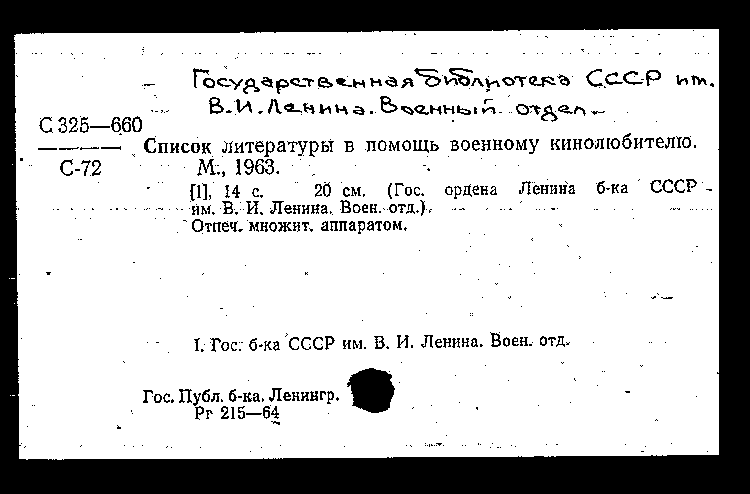 Государственная библиотека СССР им.
В.И.Ленина. Военный отдел.
С 325—660
С-72
Список литературы в помощь военному кинолюбителю.
М., 1963.
[1], 14 с. 20 см. (Гос. ордена Ленина б-ка СССР
им. В. И. Ленина. Воен. отд.).
Отпеч. множит. аппаратом.
I. Гос. б-ка СССР им. В. И. Ленина. Воен. отд.
Гос. Публ. б-ка. Ленингр.
Рг 215—64